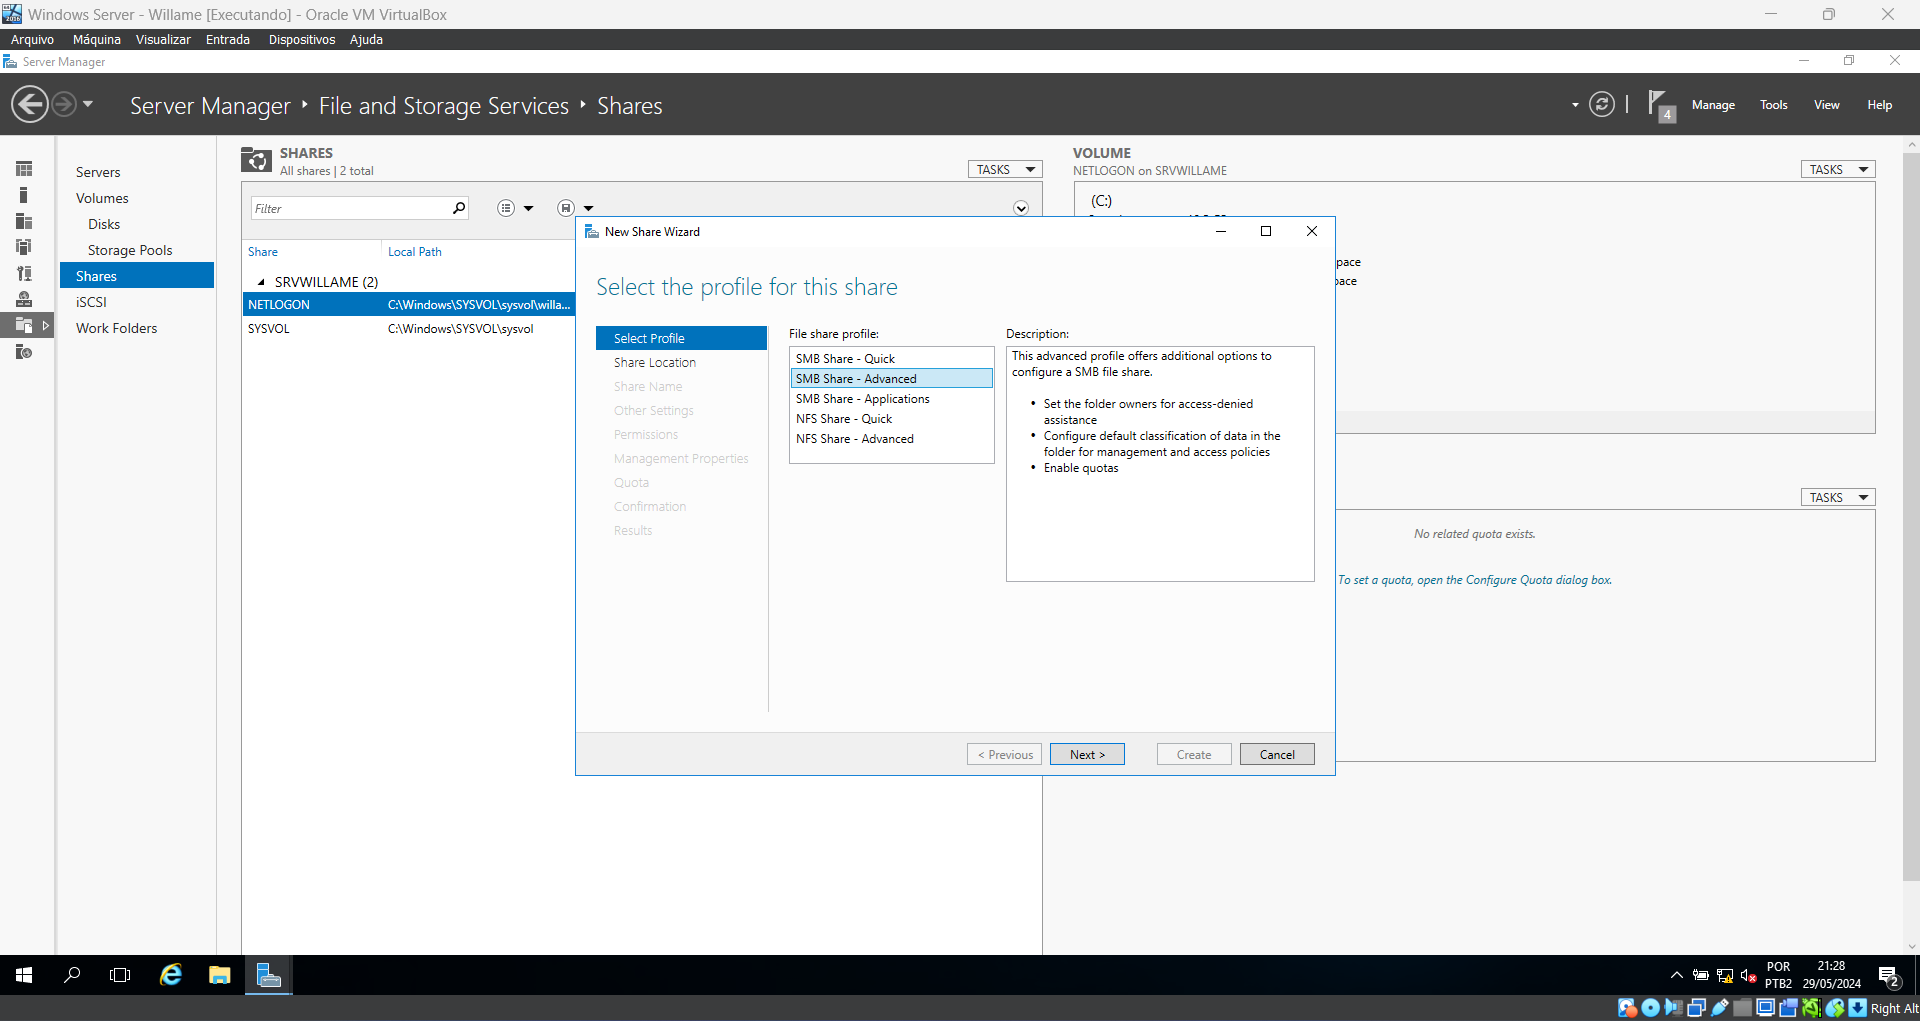 Windows Server - Willame [Executando] - Oracle VM VirtualBox
Arquivo Máquina Visualizar Entrada Dispositivos Ajuda
Server Manager
Server Manager ‣ File and Storage Services ‣ Shares
4
Manage Tools View Help
Servers
Volumes
Disks
Storage Pools
Shares
iSCSI
Work Folders
SHARES
All shares | 2 total
TASKS
Filter
Share Local Path
SRVWILLAME (2)
NETLOGON C:\Windows\SYSVOL\sysvol\willa...
SYSVOL C:\Windows\SYSVOL\sysvol
VOLUME
NETLOGON on SRVWILLAME
TASKS
(C:)
pace
pace
TASKS
No related quota exists.
To set a quota, open the Configure Quota dialog box.
New Share Wizard
Select the profile for this share
Select Profile
Share Location
Share Name
Other Settings
Permissions
Management Properties
Quota
Confirmation
Results
File share profile:
SMB Share - Quick
SMB Share - Advanced
SMB Share - Applications
NFS Share - Quick
NFS Share - Advanced
Description:
This advanced profile offers additional options to
configure a SMB file share.
• Set the folder owners for access-denied
assistance
• Configure default classification of data in the
folder for management and access policies
• Enable quotas
< Previous Next > Create Cancel
POR
PTB2
21:28
29/05/2024
2
Right Alt